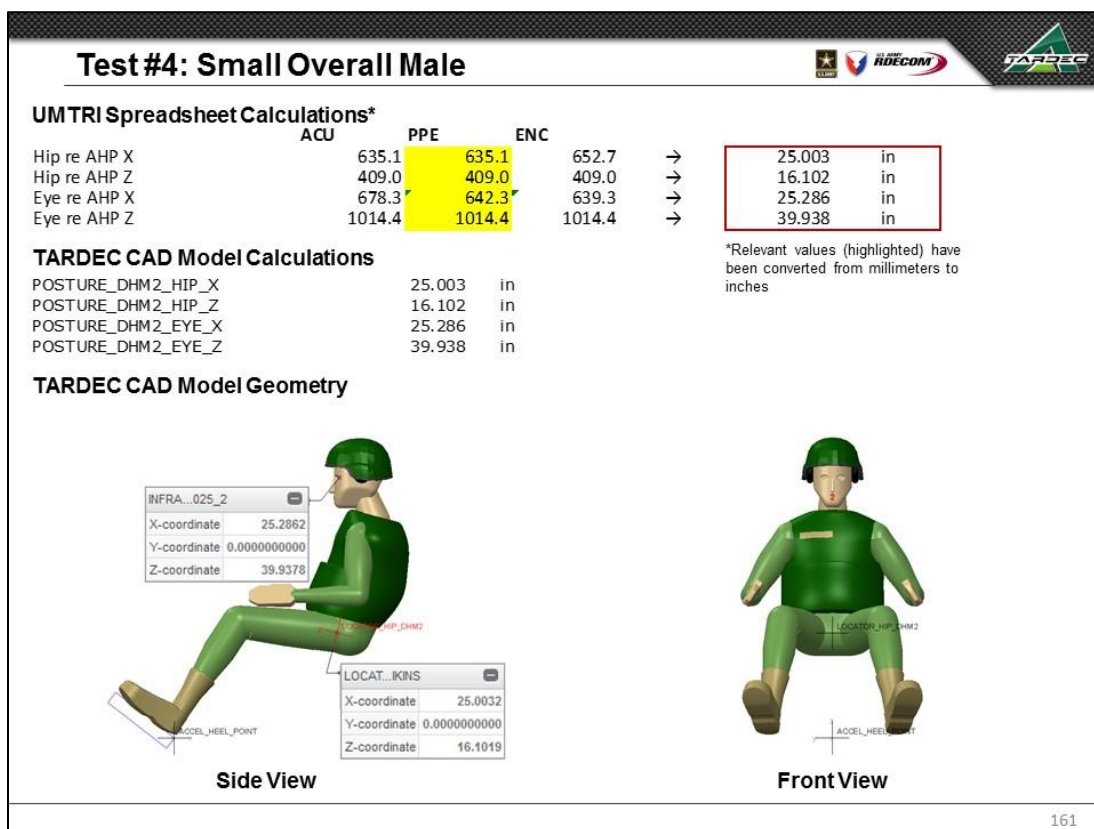 Test #4: Small Overall Male
U.S. ARMY
U.S. ARMY
RDECOM
TARDEC
UMTRI Spreadsheet Calculations*
ACU PPE ENC
Hip re AHP X 635.1 635.1 652.7 → 25.003 in
Hip re AHP Z 409.0 409.0 409.0 → 16.102 in
Eye re AHP X 678.3 642.3 639.3 → 25.286 in
Eye re AHP Z 1014.4 1014.4 1014.4 → 39.938 in
*Relevant values (highlighted) have
been converted from millimeters to
inches
TARDEC CAD Model Calculations
POSTURE_DHM2_HIP_X 25.003 in
POSTURE_DHM2_HIP_Z 16.102 in
POSTURE_DHM2_EYE_X 25.286 in
POSTURE_DHM2_EYE_Z 39.938 in
TARDEC CAD Model Geometry
INFRA...025_2
X-coordinate 25.2862
Y-coordinate 0.0000000000
Z-coordinate 39.9378
LOCATOR_HIP_DHM2
LOCAT...IKINS
X-coordinate 25.0032
Y-coordinate 0.0000000000
Z-coordinate 16.1019
ACCEL_HEEL_POINT
Side View
2
LOCATOR_HIP_DHM2
ACCEL_HEEL_POINT
Front View
161